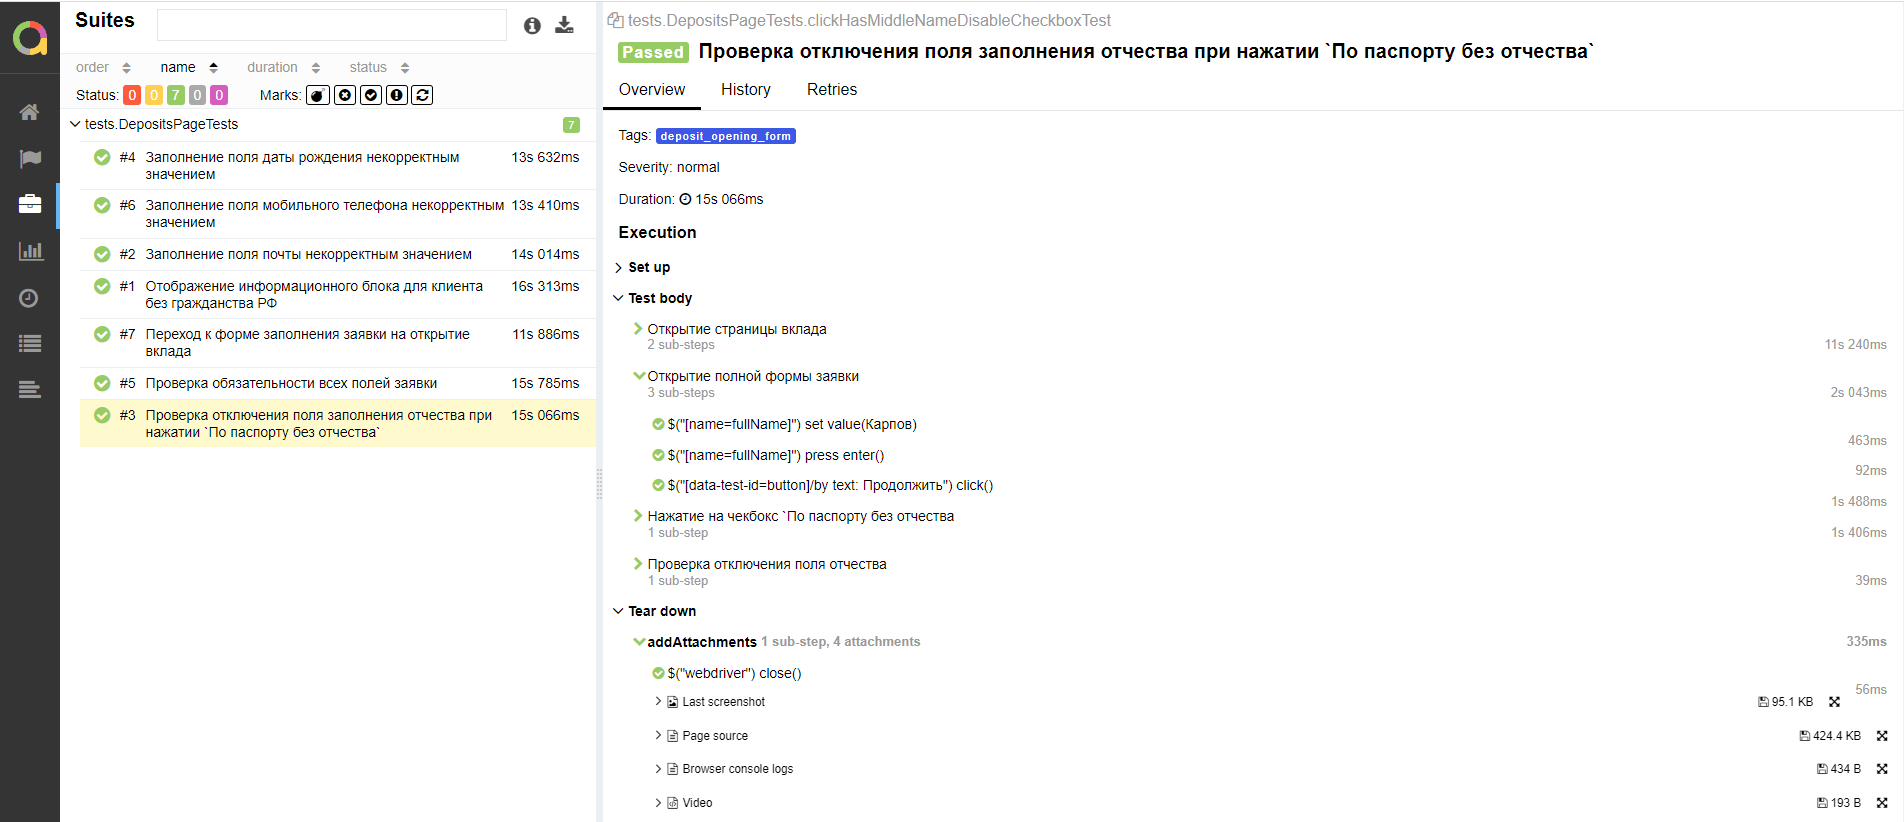 Suites
order name duration status
Status: 0 0 7 0 0 Marks:
tests.DepositsPageTests 7
#4 Заполнение поля даты рождения некорректным 13s 632ms
значением
#6 Заполнение поля мобильного телефона некорректным 13s 410ms
значением
#2 Заполнение поля почты некорректным значением 14s 014ms
#1 Отображение информационного блока для клиента 16s 313ms
без гражданства РФ
#7 Переход к форме заполнения заявки на открытие 11s 886ms
вклада
#5 Проверка обязательности всех полей заявки 15s 785ms
#3 Проверка отключения поля заполнения отчества при 15s 066ms
нажатии `По паспорту без отчества`
tests.DepositsPageTests.clickHasMiddleNameDisableCheckboxTest
Passed Проверка отключения поля заполнения отчества при нажатии `По паспорту без отчества`
Overview History Retries
Tags: deposit_opening_form
Severity: normal
Duration: 15s 066ms
Execution
Set up
Test body
Открытие страницы вклада
2 sub-steps 11s 240ms
Открытие полной формы заявки
3 sub-steps 2s 043ms
$("[name=fullName]") set value(Карпов)
463ms
$("[name=fullName]") press enter()
92ms
$("[data-test-id=button]/by text: Продолжить") click()
1s 488ms
Нажатие на чекбокс `По паспорту без отчества
1 sub-step 1s 406ms
Проверка отключения поля отчества
1 sub-step 39ms
Tear down
addAttachments 1 sub-step, 4 attachments 335ms
$("webdriver") close()
56ms
Last screenshot 95.1 KB
Page source 424.4 KB
Browser console logs 434 B
Video 193 B